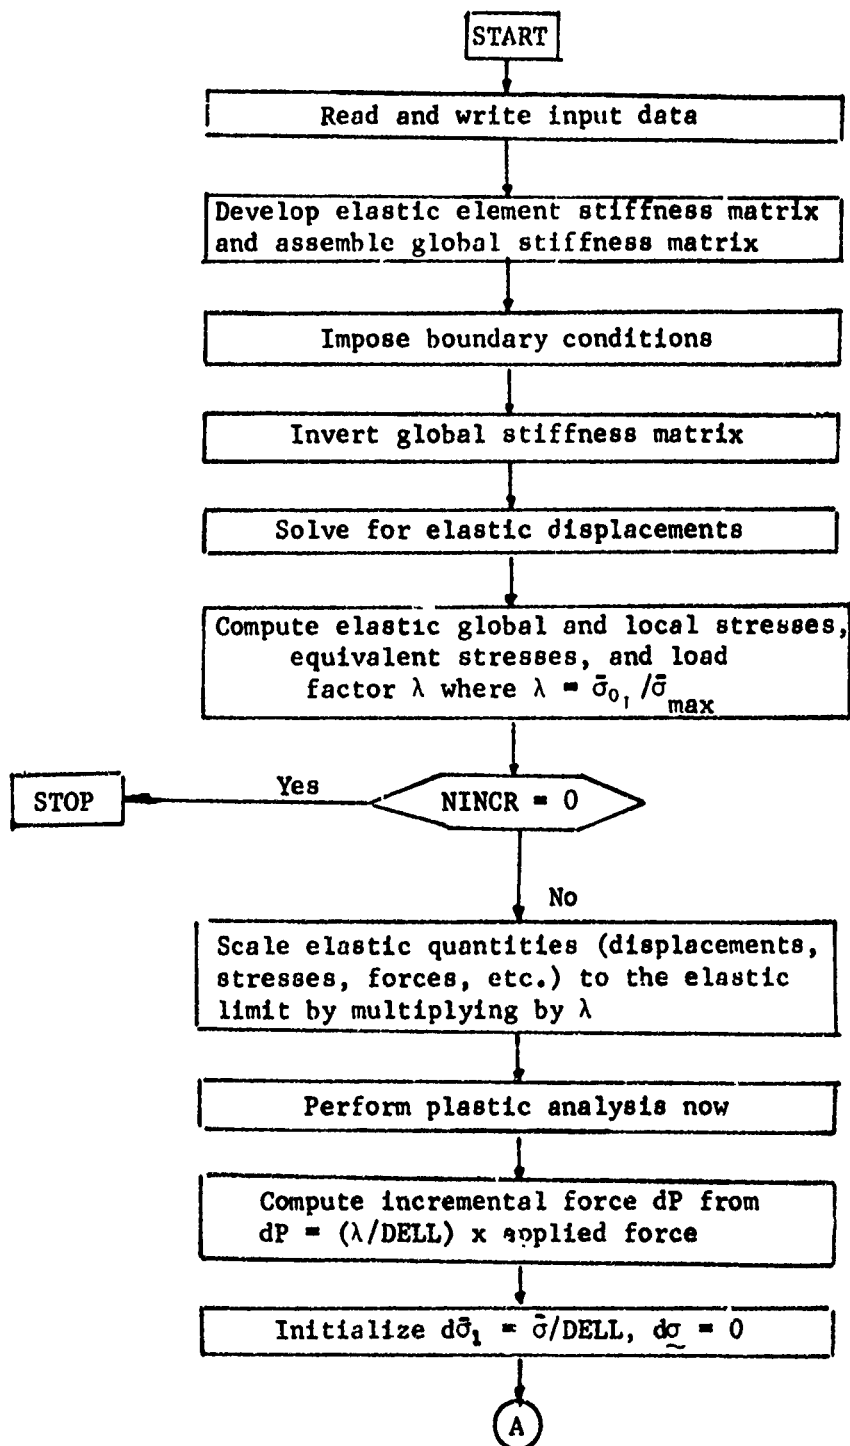 START
Read and write input data
Develop elastic element stiffness matrix
and assemble global stiffness matrix
Impose boundary conditions
Invert global stiffness matrix
Solve for elastic displacements
Compute elastic global and local stresses,
equivalent stresses, and load
factor λ where λ = σ̄₀/σ̄max
NINCR = 0
Yes
STOP
No
Scale elastic quantities (displacements,
stresses, forces, etc.) to the elastic
limit by multiplying by λ
Perform plastic analysis now
Compute incremental force dP from
dP = (λ/DELL) x applied force
Initialize dσ̄₁ = σ̄/DELL, dσ̰ = 0
A